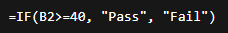 =IF(B2>=40, "Pass", "Fail")